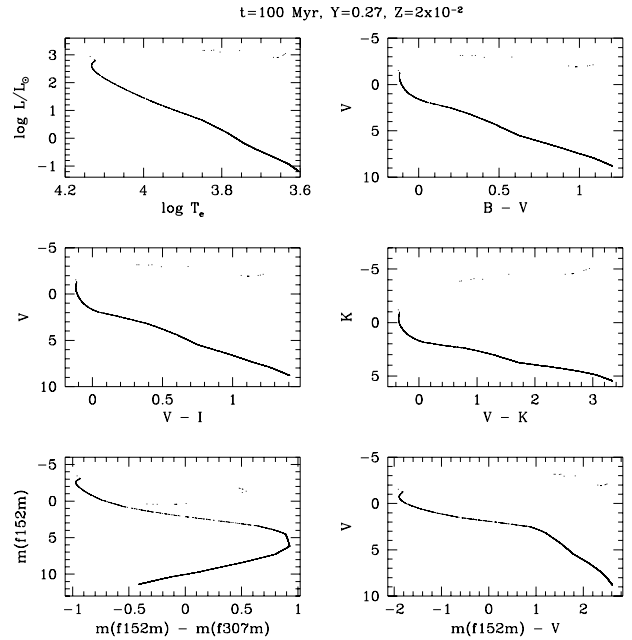 t=100 Myr, Y=0.27, Z=2x10⁻²
3
2
1
0
-1
log L/L☉
4.2 4 3.8 3.6
log Tₑ
0
5
10
V
0 0.5 1
B - V
-5
0
5
10
V
0 0.5 1
V - I
-5
0
5
K
0 1 2 3
V - K
-5
0
5
10
m(f152m)
-1 -0.5 0 0.5 1
m(f152m) - m(f307m)
-5
0
5
10
V
-2 -1 0 1 2
m(f152m) - V